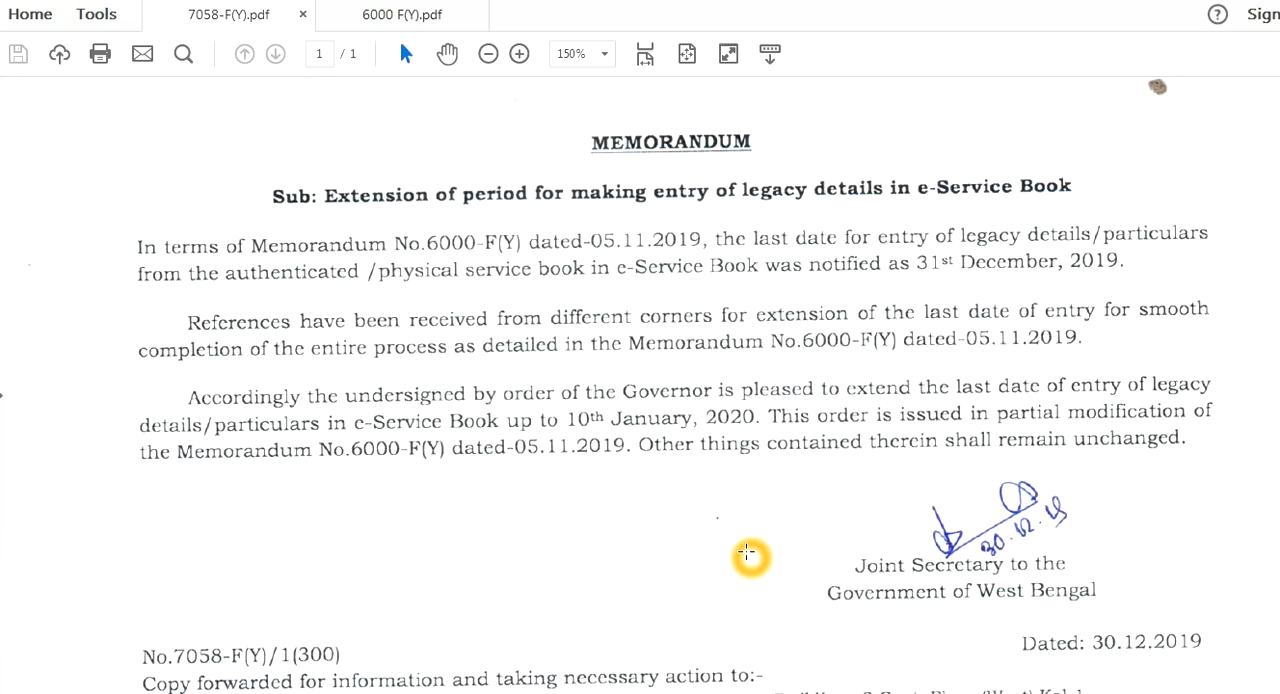 Home Tools 7058-F(Y).pdf × 6000 F(Y).pdf ? Sign
1 / 1 150%
MEMORANDUM
Sub: Extension of period for making entry of legacy details in e-Service Book
In terms of Memorandum No.6000-F(Y) dated-05.11.2019, the last date for entry of legacy details/particulars
from the authenticated /physical service book in e-Service Book was notified as 31st December, 2019.
References have been received from different corners for extension of the last date of entry for smooth
completion of the entire process as detailed in the Memorandum No.6000-F(Y) dated-05.11.2019.
Accordingly the undersigned by order of the Governor is pleased to extend the last date of entry of legacy
details/particulars in e-Service Book up to 10th January, 2020. This order is issued in partial modification of
the Memorandum No.6000-F(Y) dated-05.11.2019. Other things contained therein shall remain unchanged.
30.12.19
Joint Secretary to the
Government of West Bengal
No.7058-F(Y)/1(300) Dated: 30.12.2019
Copy forwarded for information and taking necessary action to:-